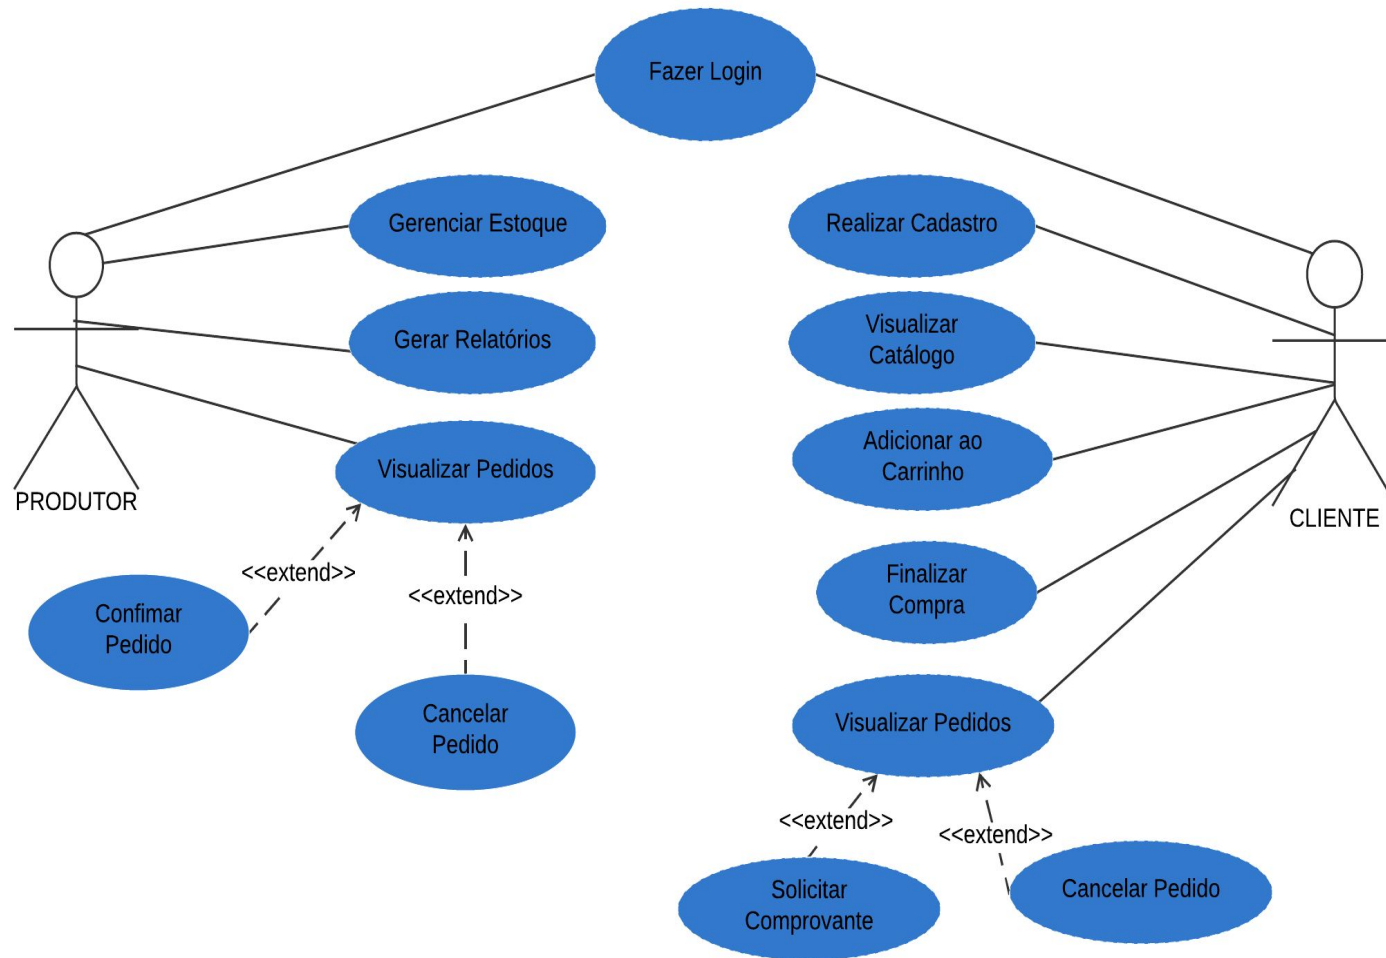 Fazer Login
Gerenciar Estoque
Realizar Cadastro
Gerar Relatórios
Visualizar
Catálogo
Visualizar Pedidos
Adicionar ao
Carrinho
PRODUTOR
CLIENTE
<<extend>>
<<extend>>
Finalizar
Compra
Confimar
Pedido
Cancelar
Pedido
Visualizar Pedidos
<<extend>>
<<extend>>
Solicitar
Comprovante
Cancelar Pedido